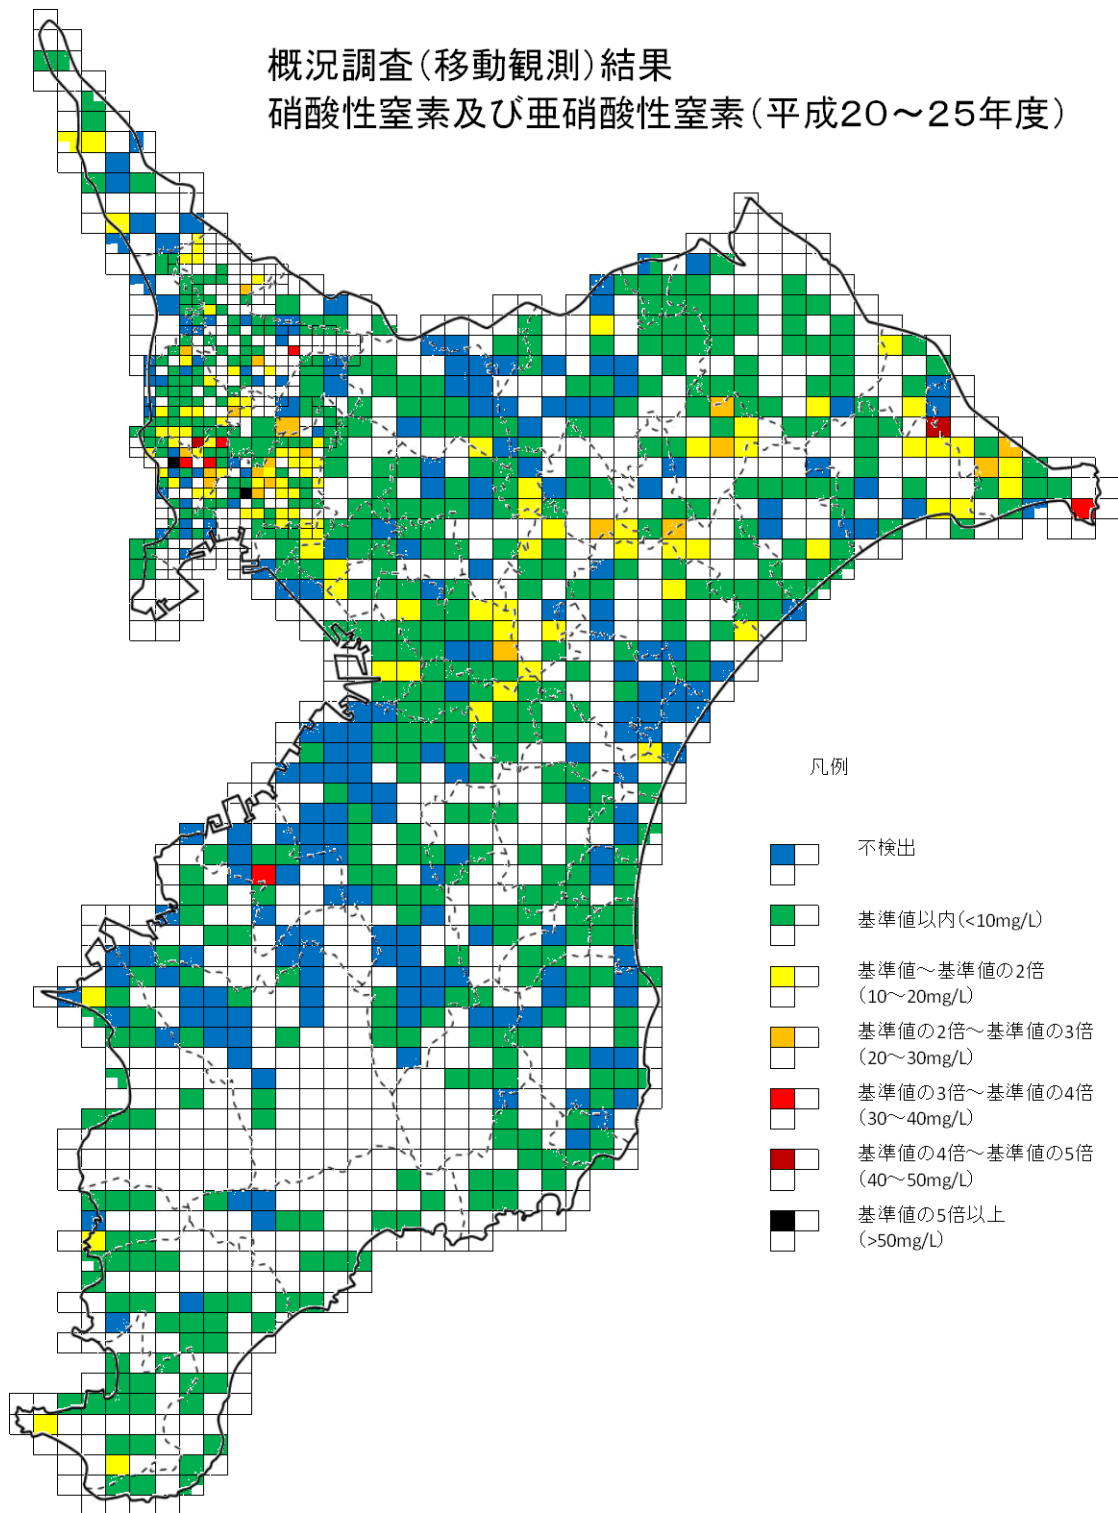 概況調査(移動観測)結果
硝酸性窒素及び亜硝酸性窒素(平成20～25年度)
凡例
不検出
基準値以内(<10mg/L)
基準値～基準値の2倍
(10～20mg/L)
基準値の2倍～基準値の3倍
(20～30mg/L)
基準値の3倍～基準値の4倍
(30～40mg/L)
基準値の4倍～基準値の5倍
(40～50mg/L)
基準値の5倍以上
(>50mg/L)